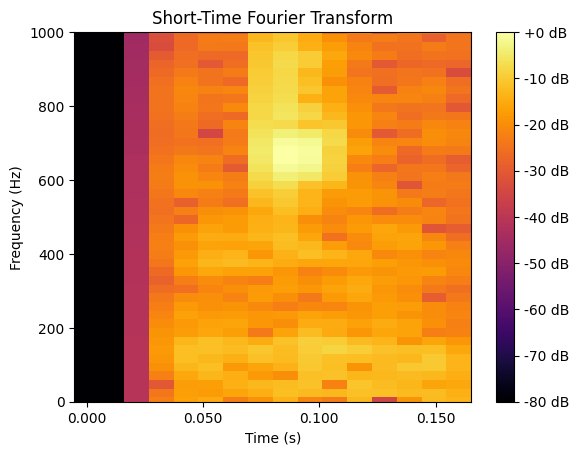 Short-Time Fourier Transform
1000
800
600
400
200
0
Frequency (Hz)
0.000
0.050
0.100
0.150
Time (s)
+0 dB
-10 dB
-20 dB
-30 dB
-40 dB
-50 dB
-60 dB
-70 dB
-80 dB